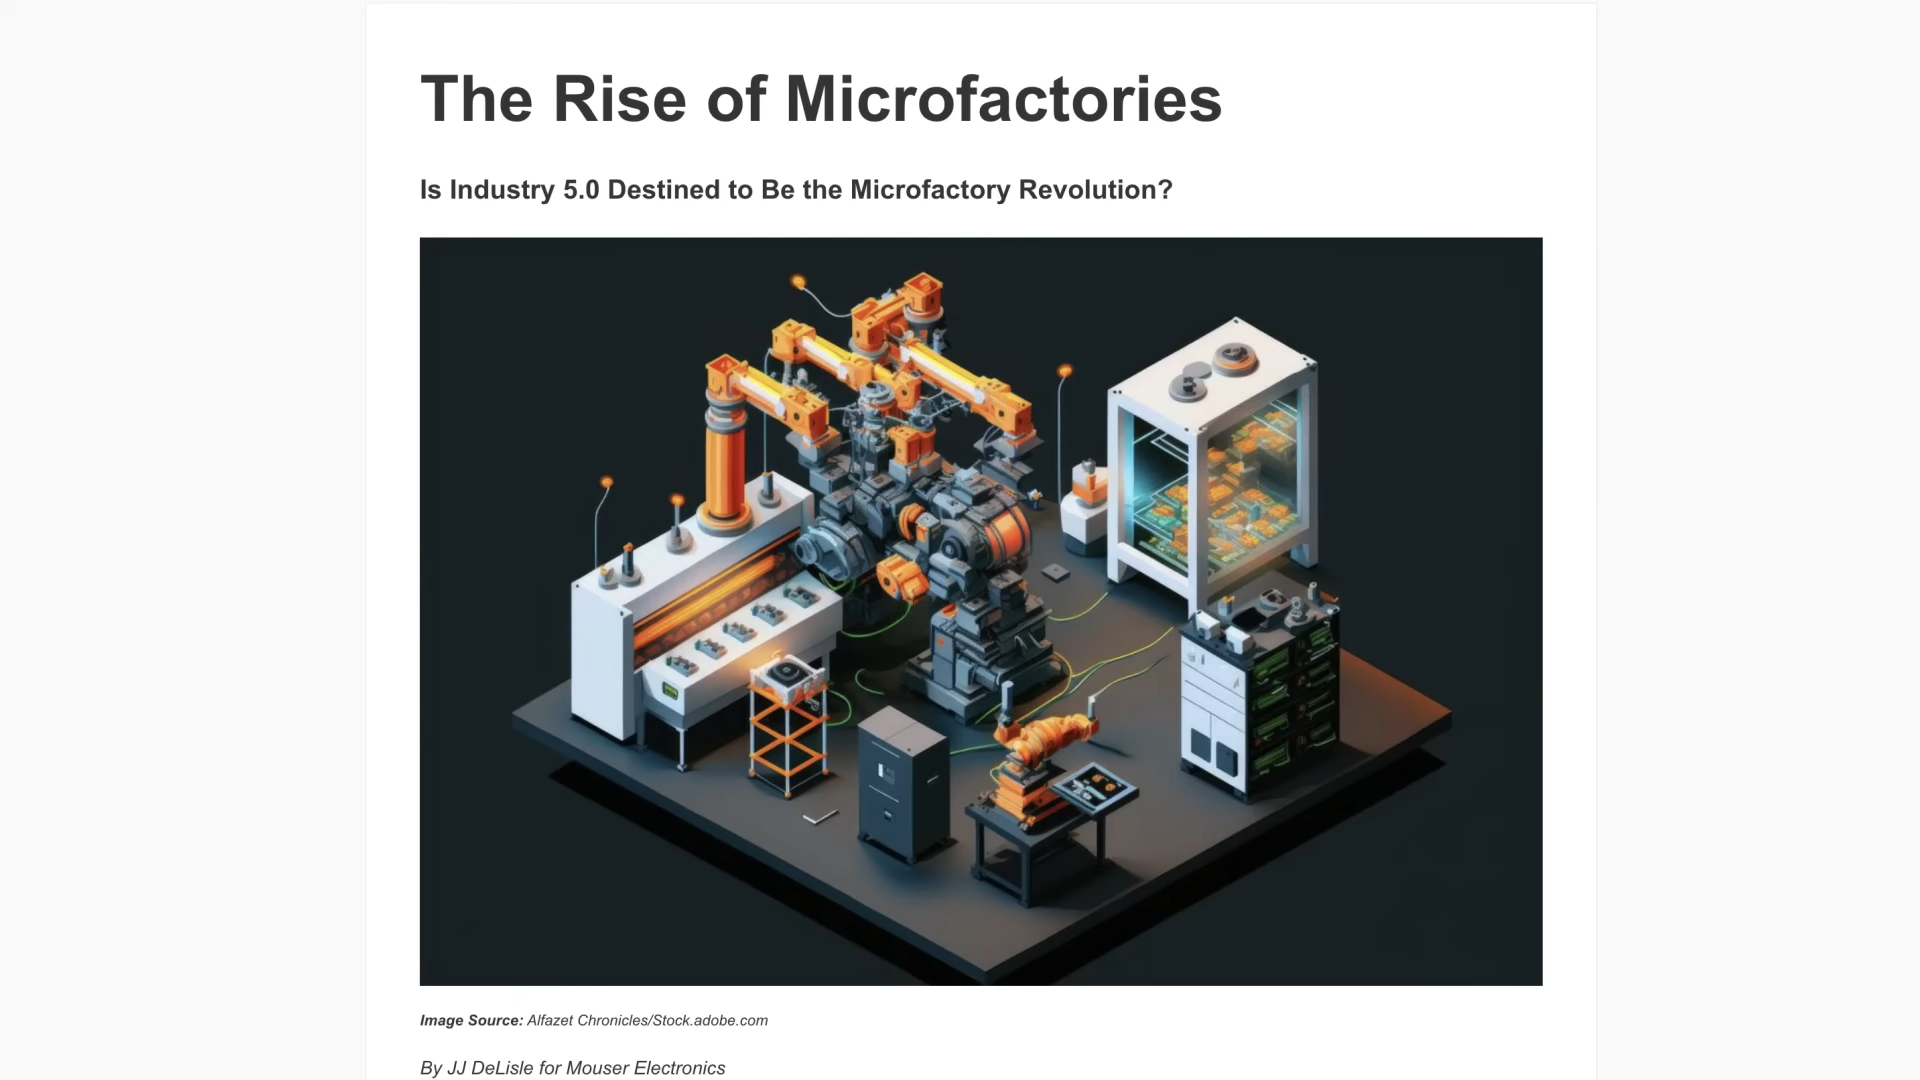 The Rise of Microfactories
Is Industry 5.0 Destined to Be the Microfactory Revolution?
Image Source: Alfazet Chronicles/Stock.adobe.com
By JJ DeLisle for Mouser Electronics